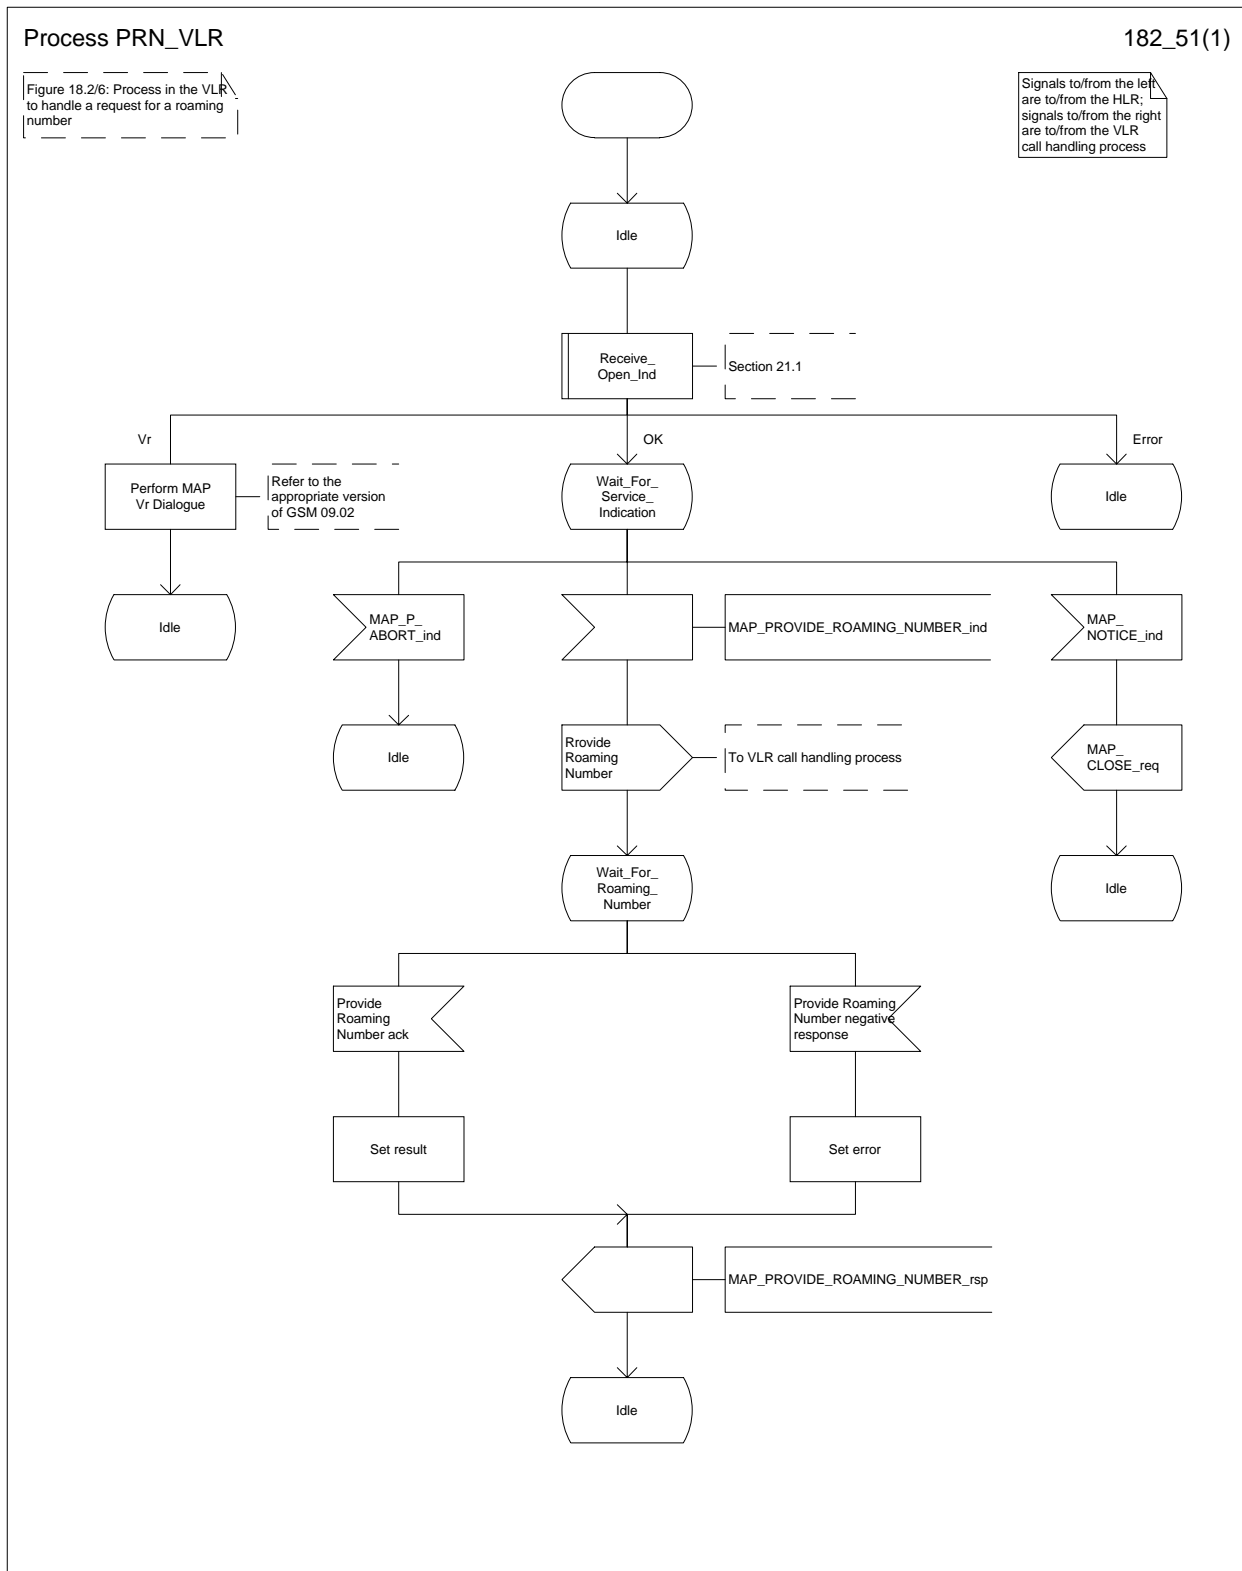 Process PRN_VLR
182_51(1)
Figure 18.2/6: Process in the VLR
to handle a request for a roaming
number
Signals to/from the left
are to/from the HLR;
signals to/from the right
are to/from the VLR
call handling process
Idle
Receive_
Open_Ind
Section 21.1
Vr
OK
Error
Perform MAP
Vr Dialogue
Refer to the
appropriate version
of GSM 09.02
Wait_For_
Service_
Indication
Idle
Idle
MAP_P_
ABORT_ind
MAP_PROVIDE_ROAMING_NUMBER_ind
MAP_
NOTICE_ind
Idle
Rrovide
Roaming
Number
To VLR call handling process
MAP_
CLOSE_req
Wait_For_
Roaming_
Number
Idle
Provide
Roaming
Number ack
Provide Roaming
Number negative
response
Set result
Set error
MAP_PROVIDE_ROAMING_NUMBER_rsp
Idle